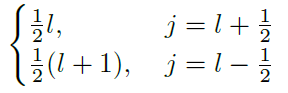 ½l, j = l + ½
½(l + 1), j = l − ½